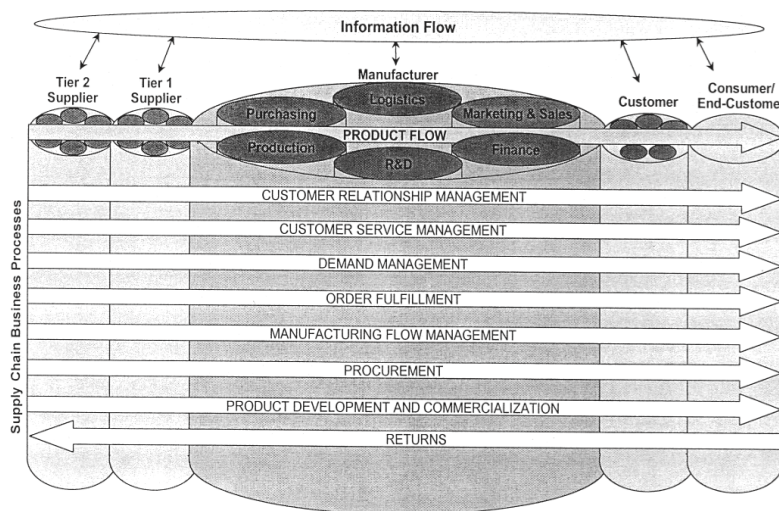 Information Flow
Tier 2
Supplier
Tier 1
Supplier
Manufacturer
Customer
Consumer/
End-Custome
Purchasing
Logistics
Marketing & Sales
PRODUCT FLOW
Production
R&D
Finance
Supply Chain Business Processes
CUSTOMER RELATIONSHIP MANAGEMENT
CUSTOMER SERVICE MANAGEMENT
DEMAND MANAGEMENT
ORDER FULFILLMENT
MANUFACTURING FLOW MANAGEMENT
PROCUREMENT
PRODUCT DEVELOPMENT AND COMMERCIALIZATION
RETURNS